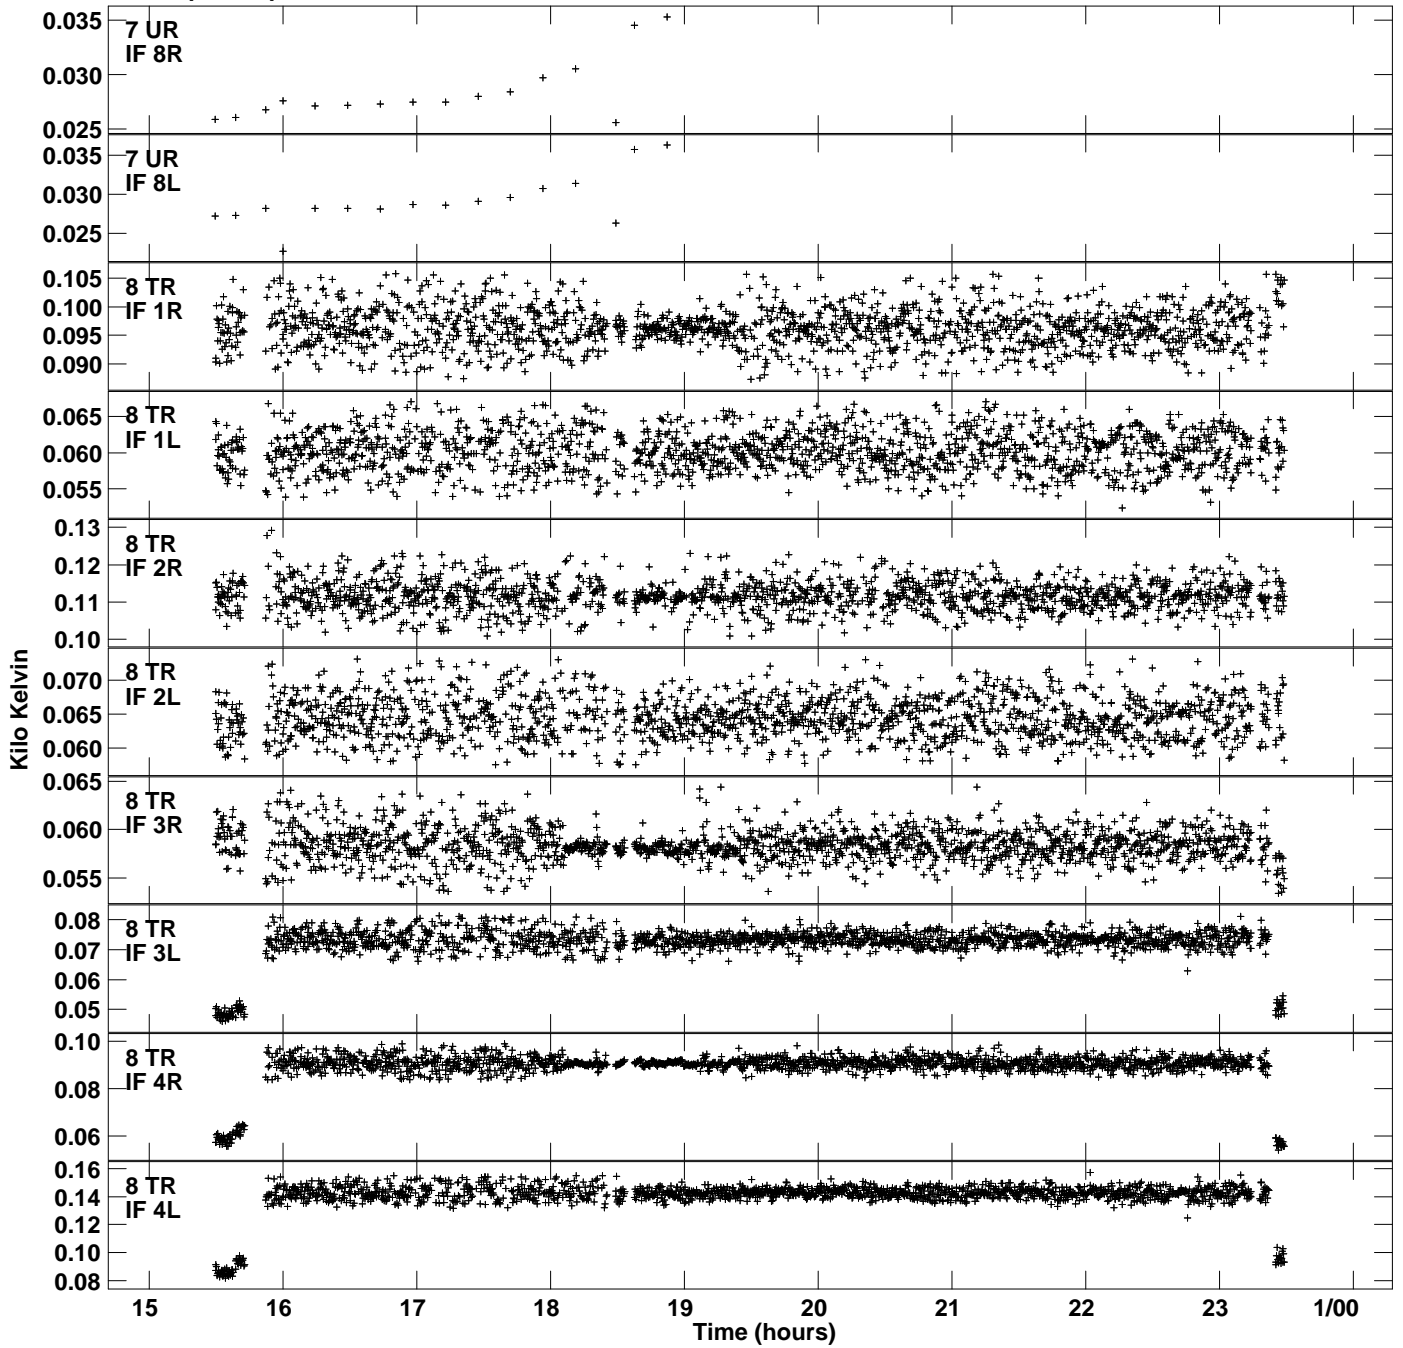 0.035
0.030
0.025
7 UR
IF 8R
0.035
0.030
0.025
7 UR
IF 8L
0.105
0.100
0.095
0.090
8 TR
IF 1R
0.065
0.060
0.055
8 TR
IF 1L
0.13
0.12
0.11
0.10
8 TR
IF 2R
0.070
0.065
0.060
8 TR
IF 2L
0.065
0.060
0.055
8 TR
IF 3R
0.08
0.07
0.06
0.05
8 TR
IF 3L
0.10
0.08
0.06
8 TR
IF 4R
0.16
0.14
0.12
0.10
0.08
8 TR
IF 4L
Kilo Kelvin
15 16 17 18 19 20 21 22 23 1/00
Time (hours)